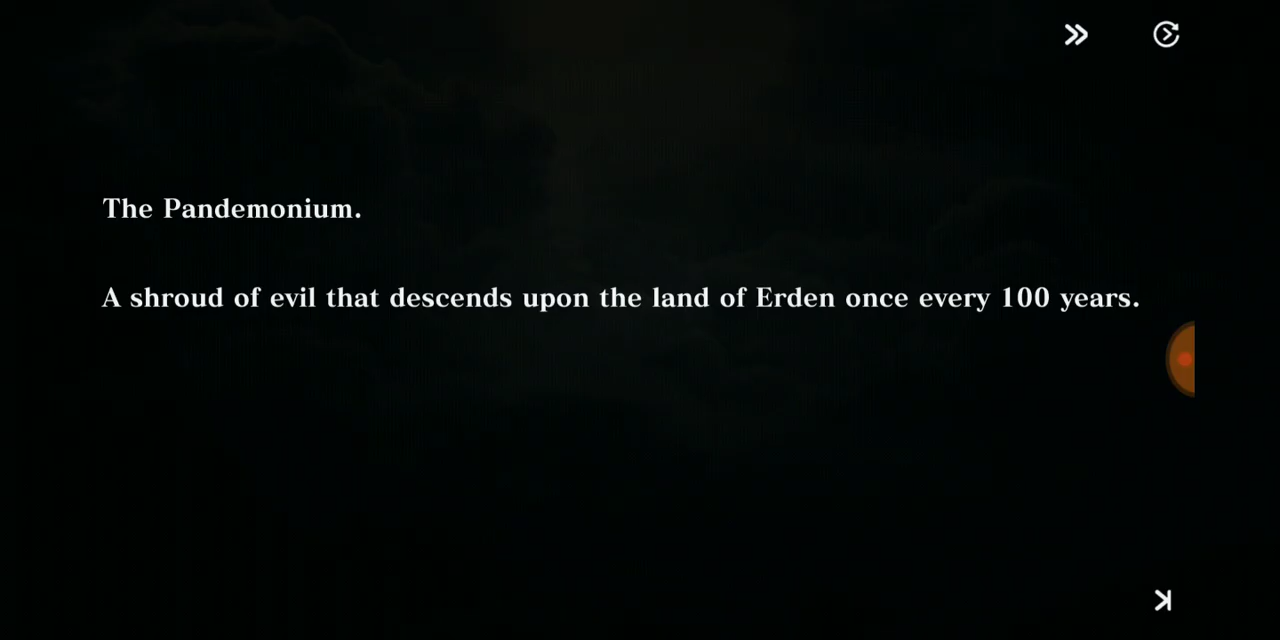 The Pandemonium.
A shroud of evil that descends upon the land of Erden once every 100 years.